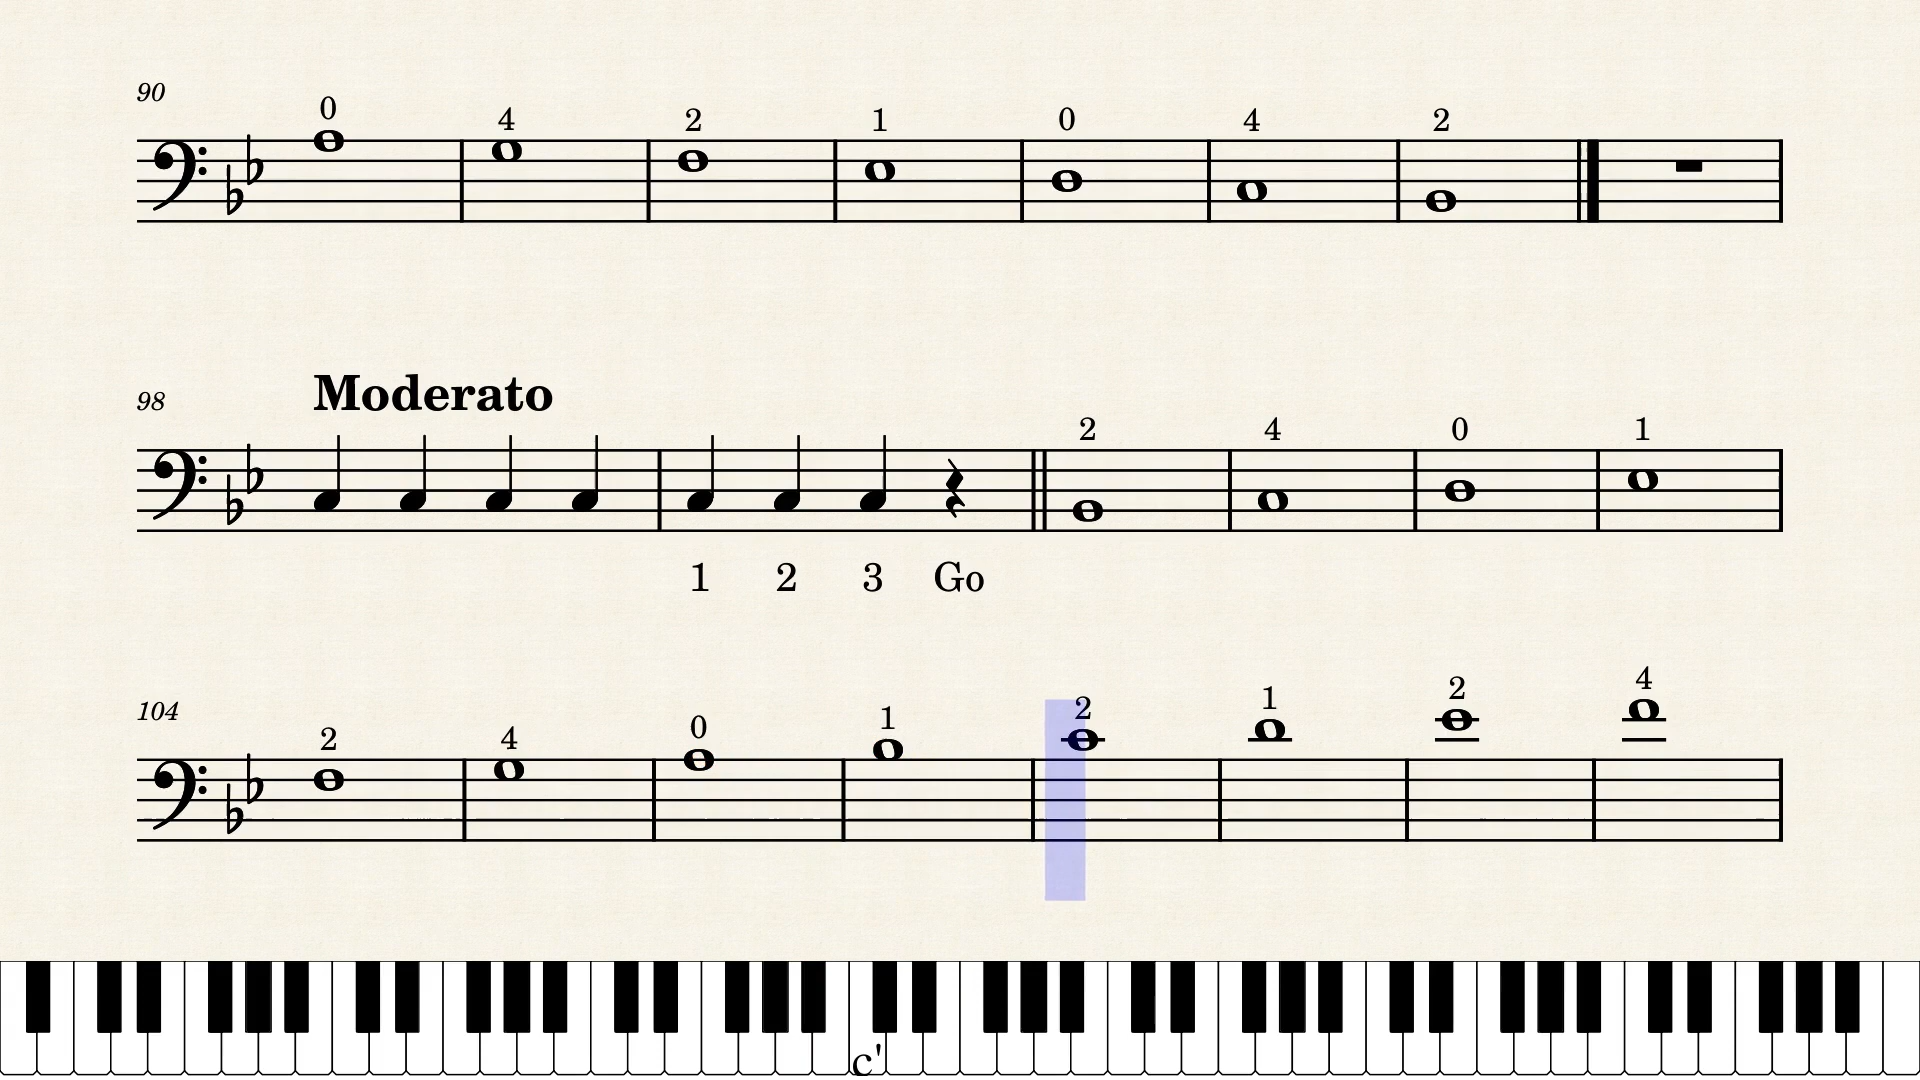 90
0 4 2 1 0 4 2
Moderato
98
2 4 0 1
1 2 3 Go
104
2 4 0 1 2 1 2 4
c'